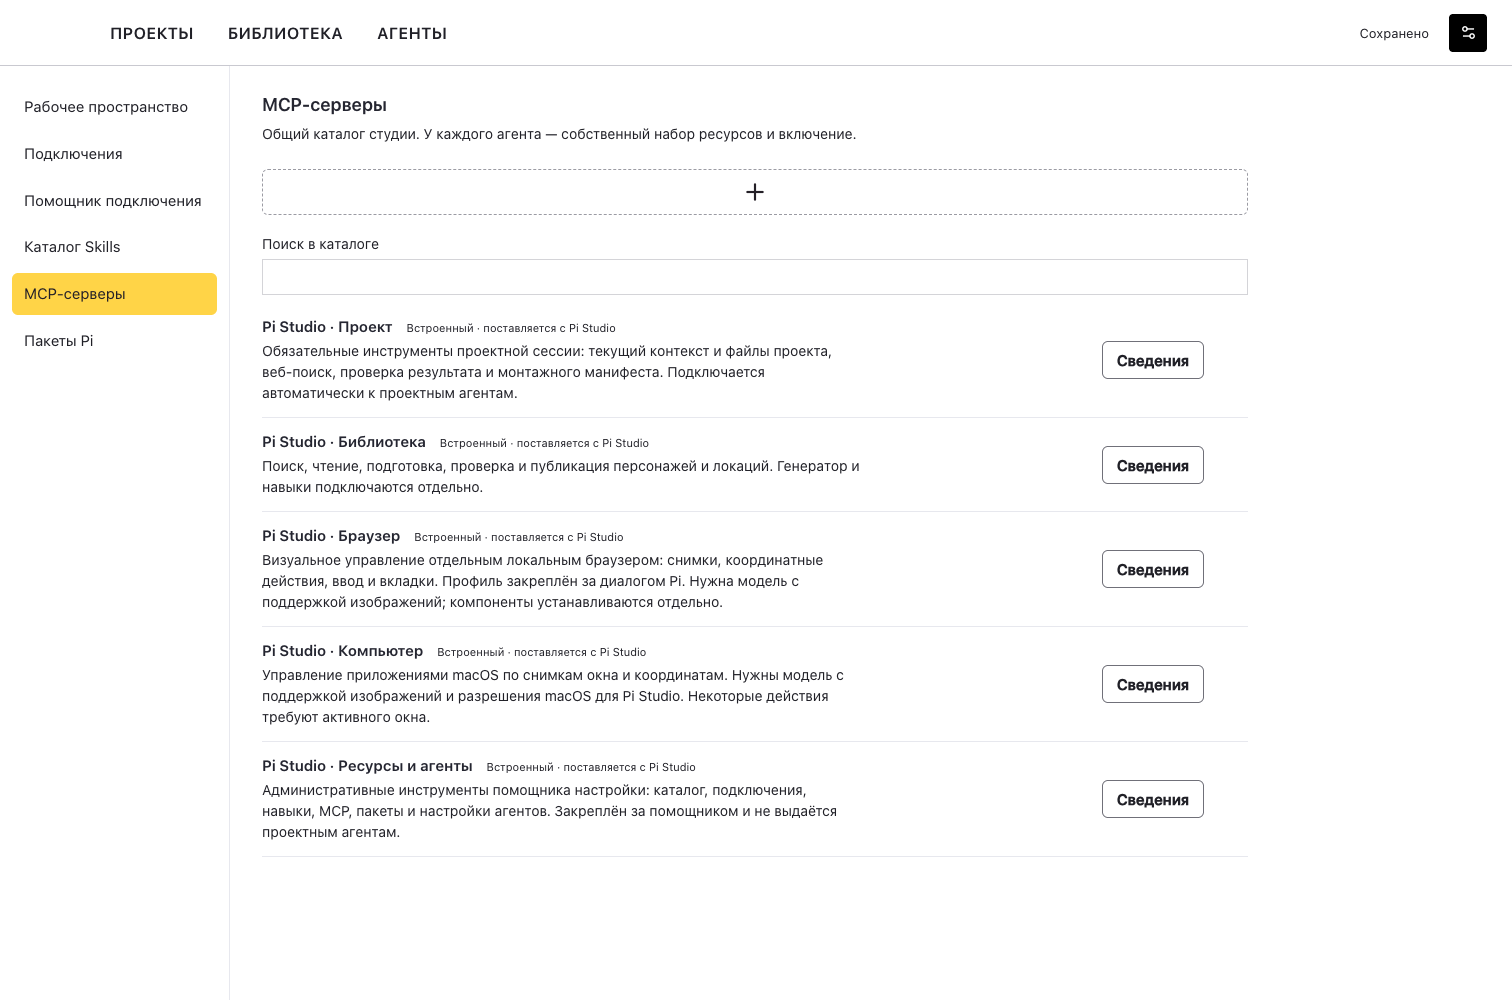 ПРОЕКТЫ БИБЛИОТЕКА АГЕНТЫ Сохранено
Рабочее пространство
Подключения
Помощник подключения
Каталог Skills
MCP-серверы
Пакеты Pi
MCP-серверы
Общий каталог студии. У каждого агента — собственный набор ресурсов и включение.
Поиск в каталоге
Pi Studio · Проект Встроенный · поставляется с Pi Studio
Обязательные инструменты проектной сессии: текущий контекст и файлы проекта,
веб-поиск, проверка результата и монтажного манифеста. Подключается
автоматически к проектным агентам.
Сведения
Pi Studio · Библиотека Встроенный · поставляется с Pi Studio
Поиск, чтение, подготовка, проверка и публикация персонажей и локаций. Генератор и
навыки подключаются отдельно.
Сведения
Pi Studio · Браузер Встроенный · поставляется с Pi Studio
Визуальное управление отдельным локальным браузером: снимки, координатные
действия, ввод и вкладки. Профиль закреплён за диалогом Pi. Нужна модель с
поддержкой изображений; компоненты устанавливаются отдельно.
Сведения
Pi Studio · Компьютер Встроенный · поставляется с Pi Studio
Управление приложениями macOS по снимкам окна и координатам. Нужны модель с
поддержкой изображений и разрешения macOS для Pi Studio. Некоторые действия
требуют активного окна.
Сведения
Pi Studio · Ресурсы и агенты Встроенный · поставляется с Pi Studio
Административные инструменты помощника настройки: каталог, подключения,
навыки, MCP, пакеты и настройки агентов. Закреплён за помощником и не выдаётся
проектным агентам.
Сведения